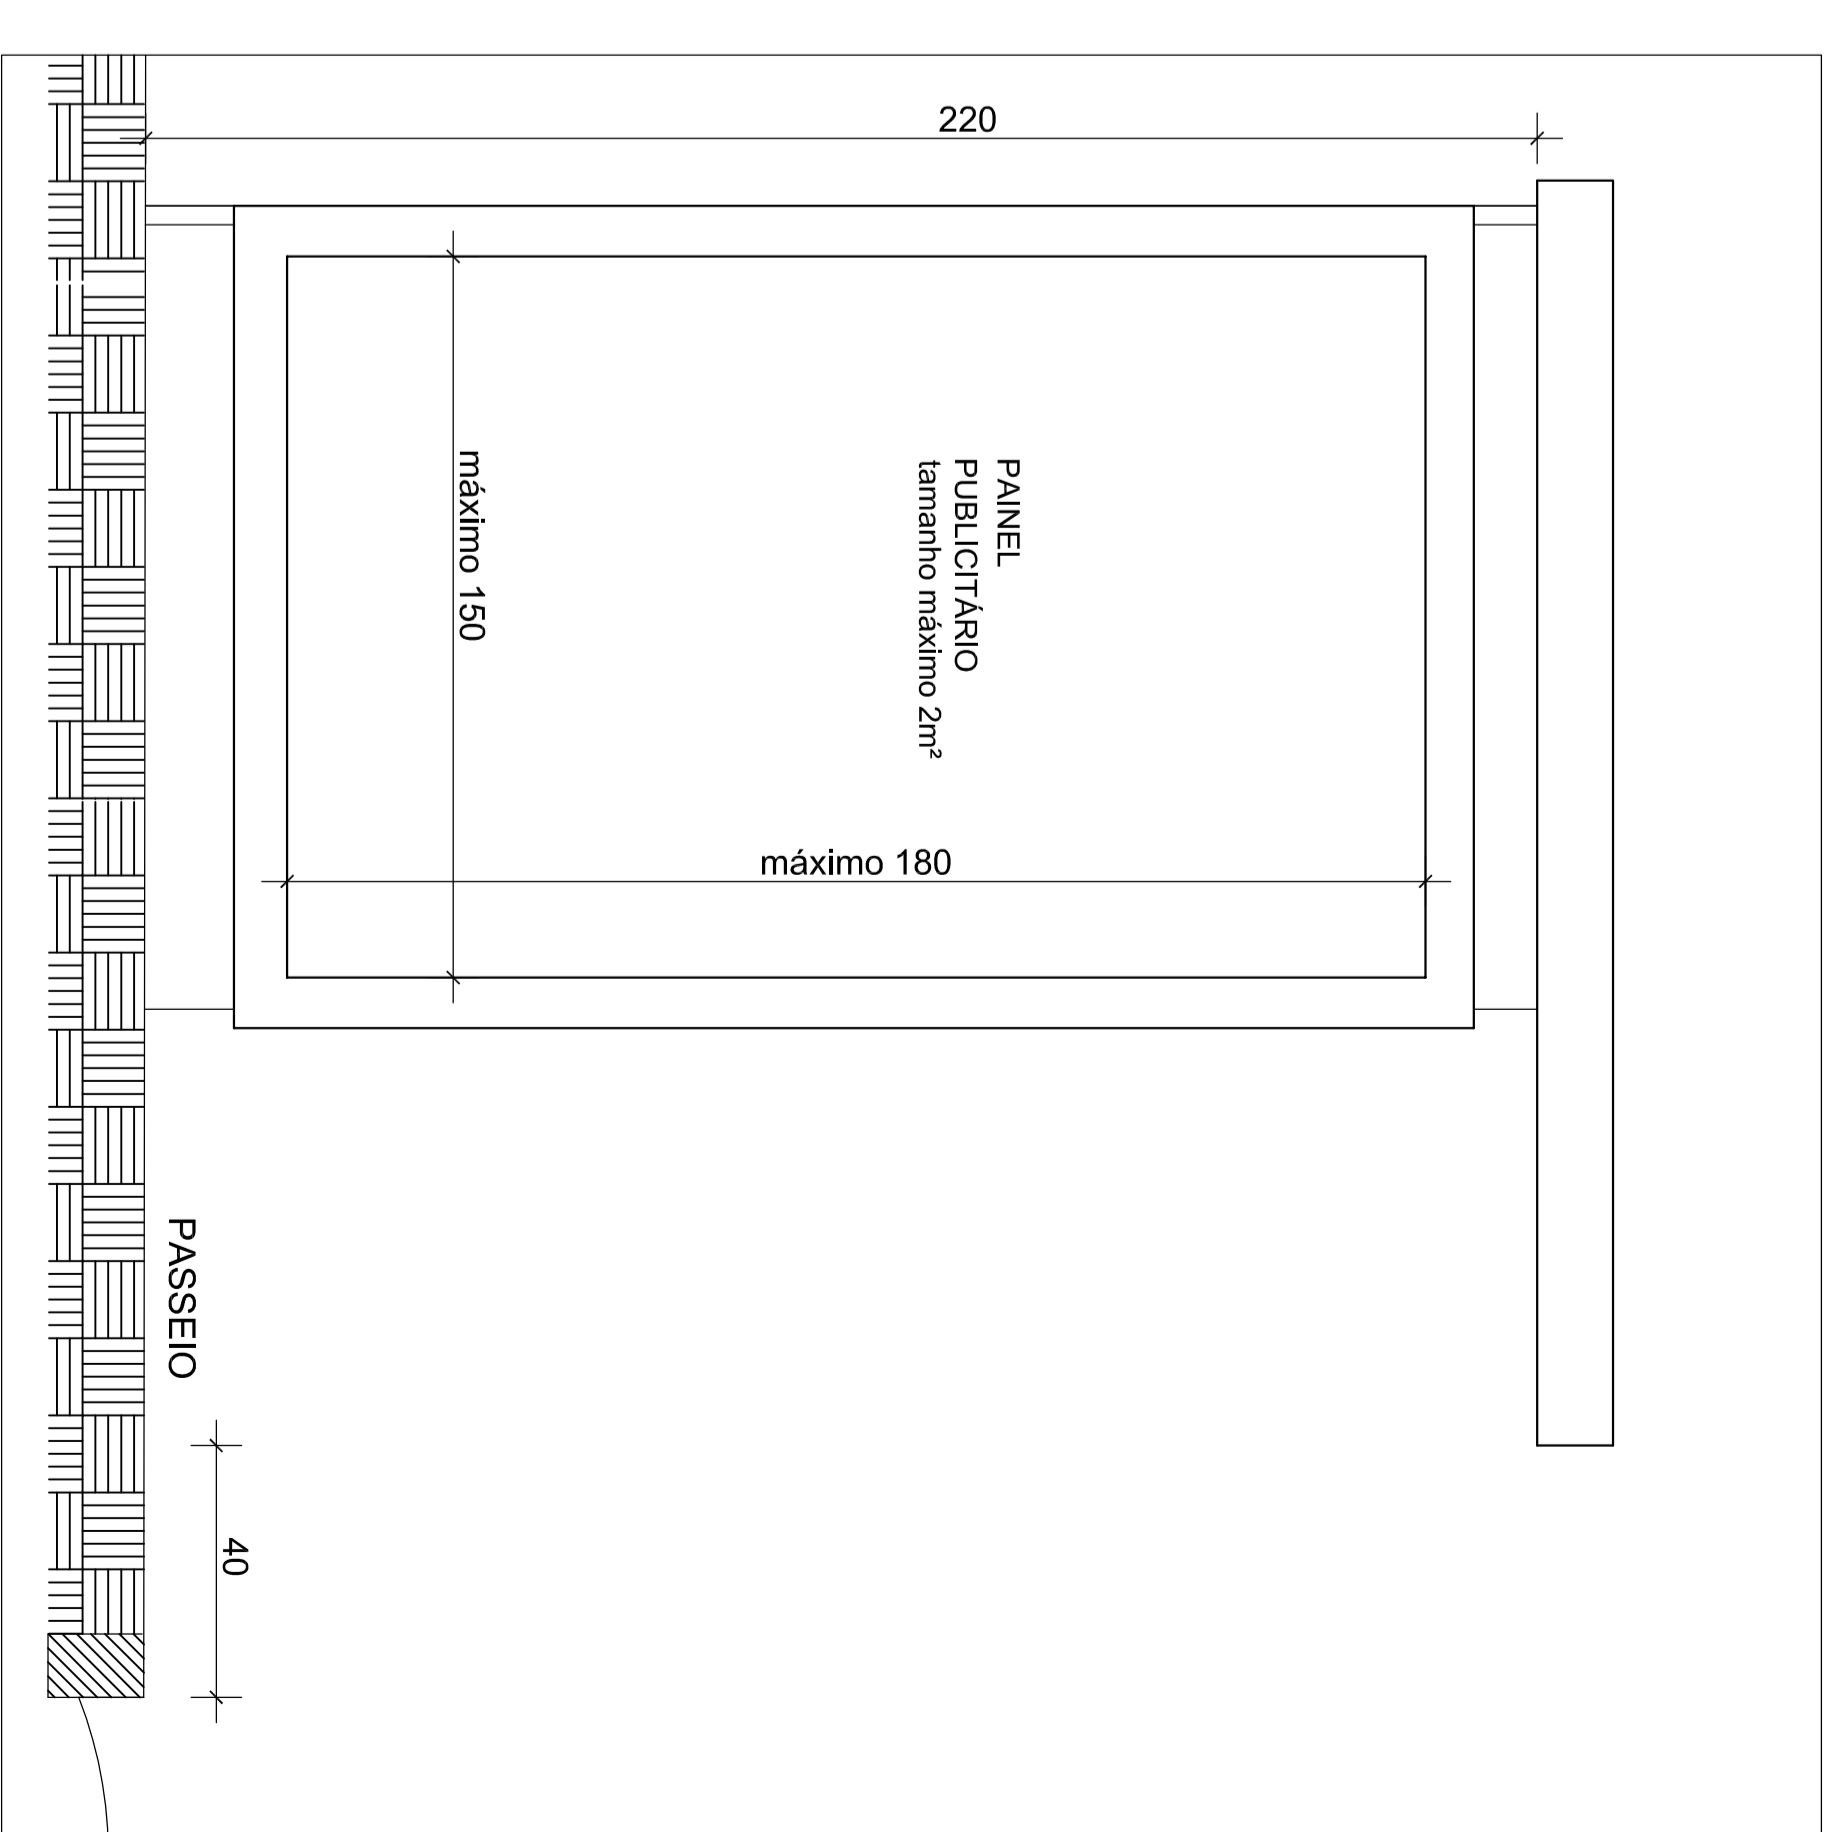 220
PAINEL
PUBLICITÁRIO
tamanho máximo 2m²
máximo 150
máximo 180
PASSEIO
40